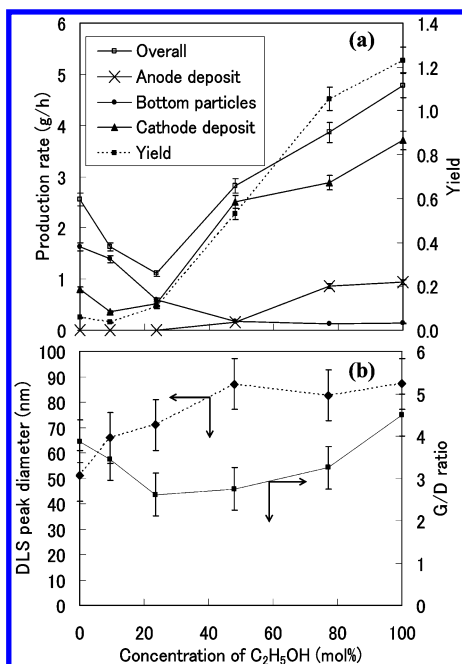 (a)
Overall
Anode deposit
Bottom particles
Cathode deposit
Yield
Production rate (g/h)
6
5
4
3
2
1
0
Yield
1.4
1.2
1.0
0.8
0.6
0.4
0.2
0.0
(b)
DLS peak diameter (nm)
100
90
80
70
60
50
40
30
20
10
0
G/D ratio
6
5
4
3
2
1
0
0 20 40 60 80 100
Concentration of C2H5OH (mol%)